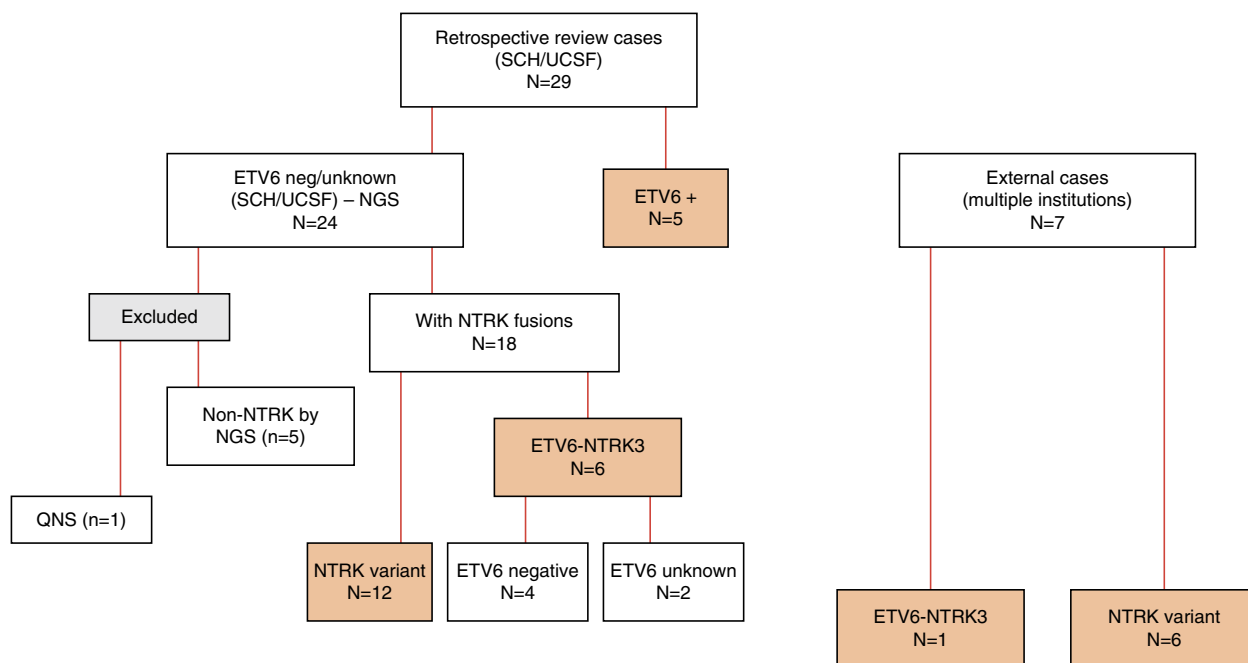 Retrospective review cases
(SCH/UCSF)
N=29
ETV6 neg/unknown
(SCH/UCSF) – NGS
N=24
ETV6 +
N=5
External cases
(multiple institutions)
N=7
Excluded
With NTRK fusions
N=18
Non-NTRK by
NGS (n=5)
ETV6-NTRK3
N=6
QNS (n=1)
NTRK variant
N=12
ETV6 negative
N=4
ETV6 unknown
N=2
ETV6-NTRK3
N=1
NTRK variant
N=6